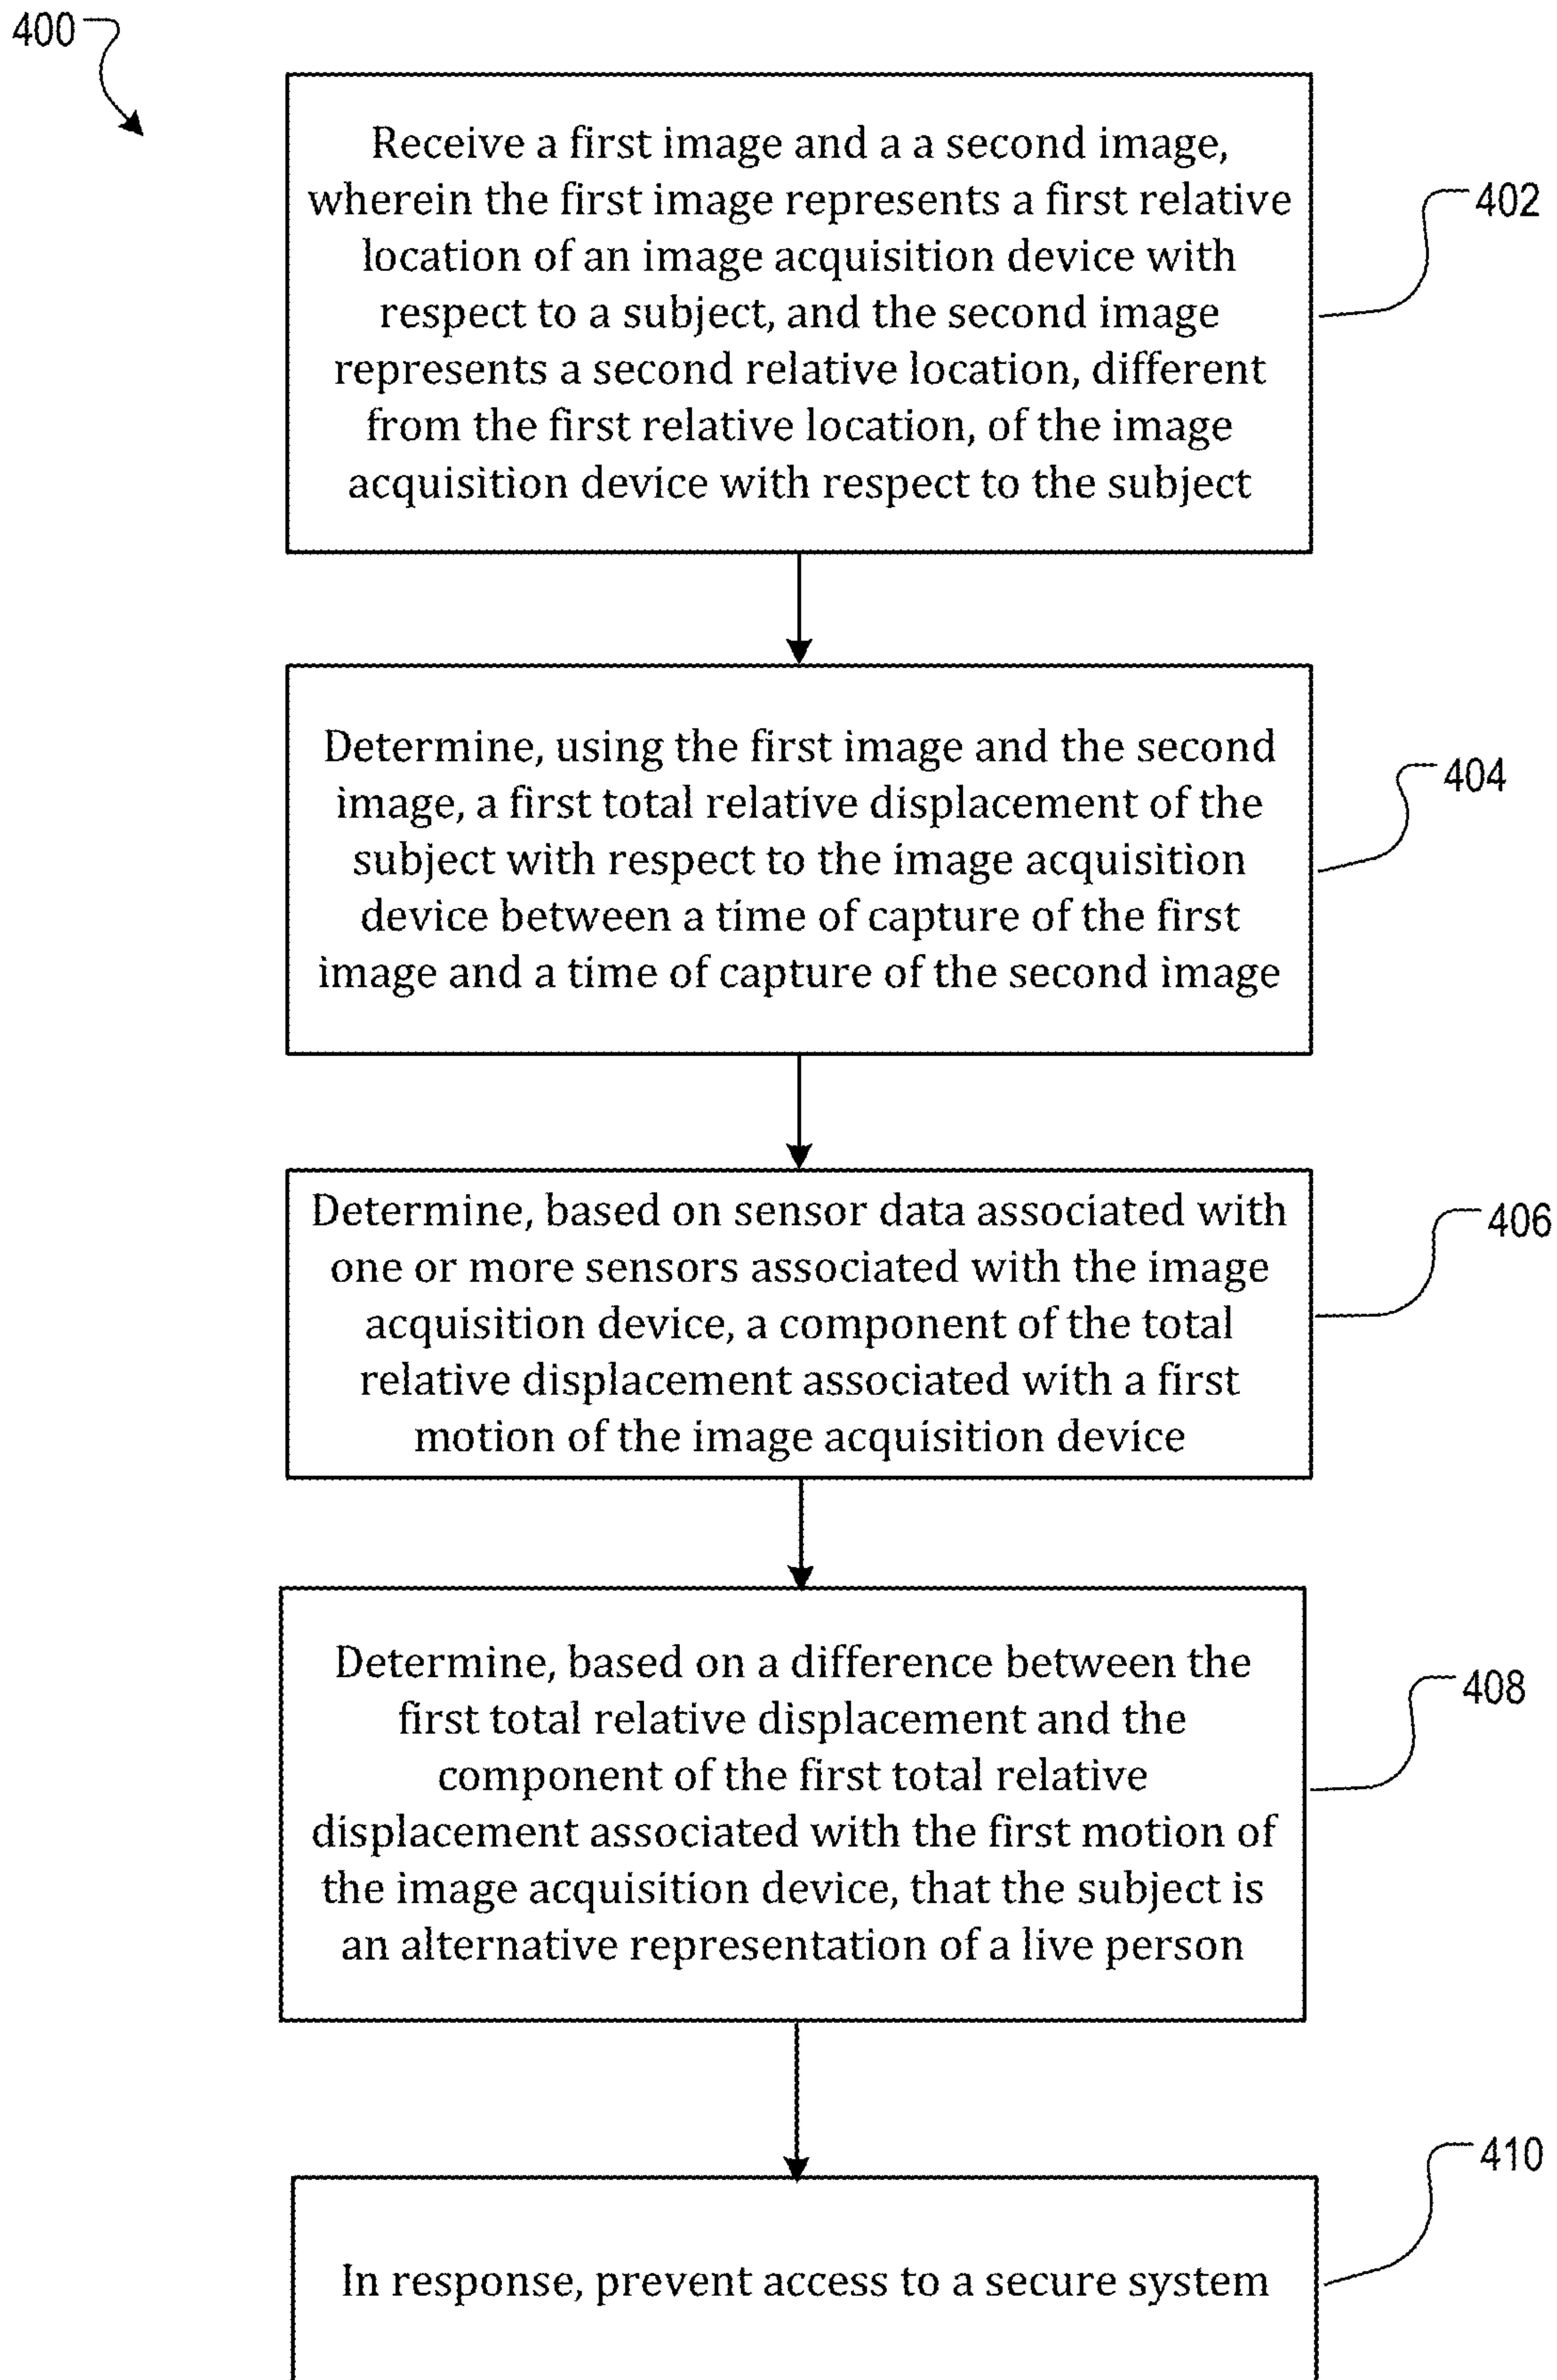 400
Receive a first image and a a second image,
wherein the first image represents a first relative
location of an image acquisition device with
respect to a subject, and the second image
represents a second relative location, different
from the first relative location, of the image
acquisition device with respect to the subject
402
Determine, using the first image and the second
image, a first total relative displacement of the
subject with respect to the image acquisition
device between a time of capture of the first
image and a time of capture of the second image
404
Determine, based on sensor data associated with
one or more sensors associated with the image
acquisition device, a component of the total
relative displacement associated with a first
motion of the image acquisition device
406
Determine, based on a difference between the
first total relative displacement and the
component of the first total relative
displacement associated with the first motion of
the image acquisition device, that the subject is
an alternative representation of a live person
408
In response, prevent access to a secure system
410